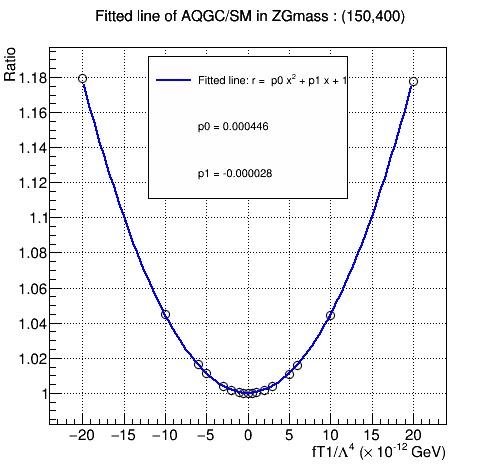 Fitted line of AQGC/SM in ZGmass : (150,400)
Ratio
Fitted line: r = p0 x² + p1 x + 1
p0 = 0.000446
p1 = -0.000028
1.18
1.16
1.14
1.12
1.1
1.08
1.06
1.04
1.02
1
−20 −15 −10 −5 0 5 10 15 20
fT1/Λ⁴ (× 10⁻¹² GeV)